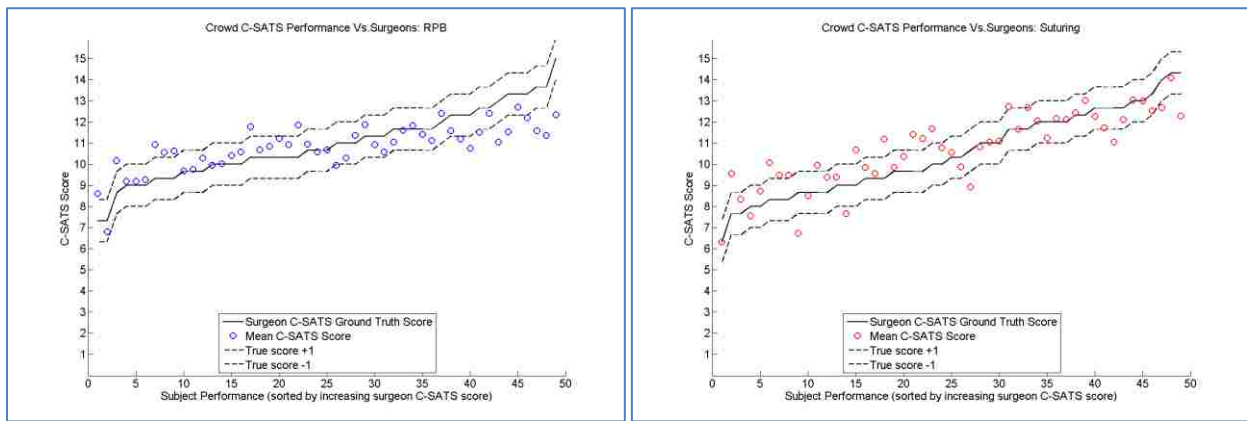 Crowd C-SATS Performance Vs.Surgeons: RPB
15
14
13
12
11
10
9
8
7
6
5
4
3
2
1
C-SATS Score
Surgeon C-SATS Ground Truth Score
Mean C-SATS Score
True score +1
True score -1
0 5 10 15 20 25 30 35 40 45 50
Subject Performance (sorted by increasing surgeon C-SATS score)
Crowd C-SATS Performance Vs.Surgeons: Suturing
15
14
13
12
11
10
9
8
7
6
5
4
3
2
1
C-SATS Score
Surgeon C-SATS Ground Truth Score
Mean C-SATS Score
True score +1
True score -1
0 5 10 15 20 25 30 35 40 45 50
Subject Performance (sorted by increasing surgeon C-SATS score)